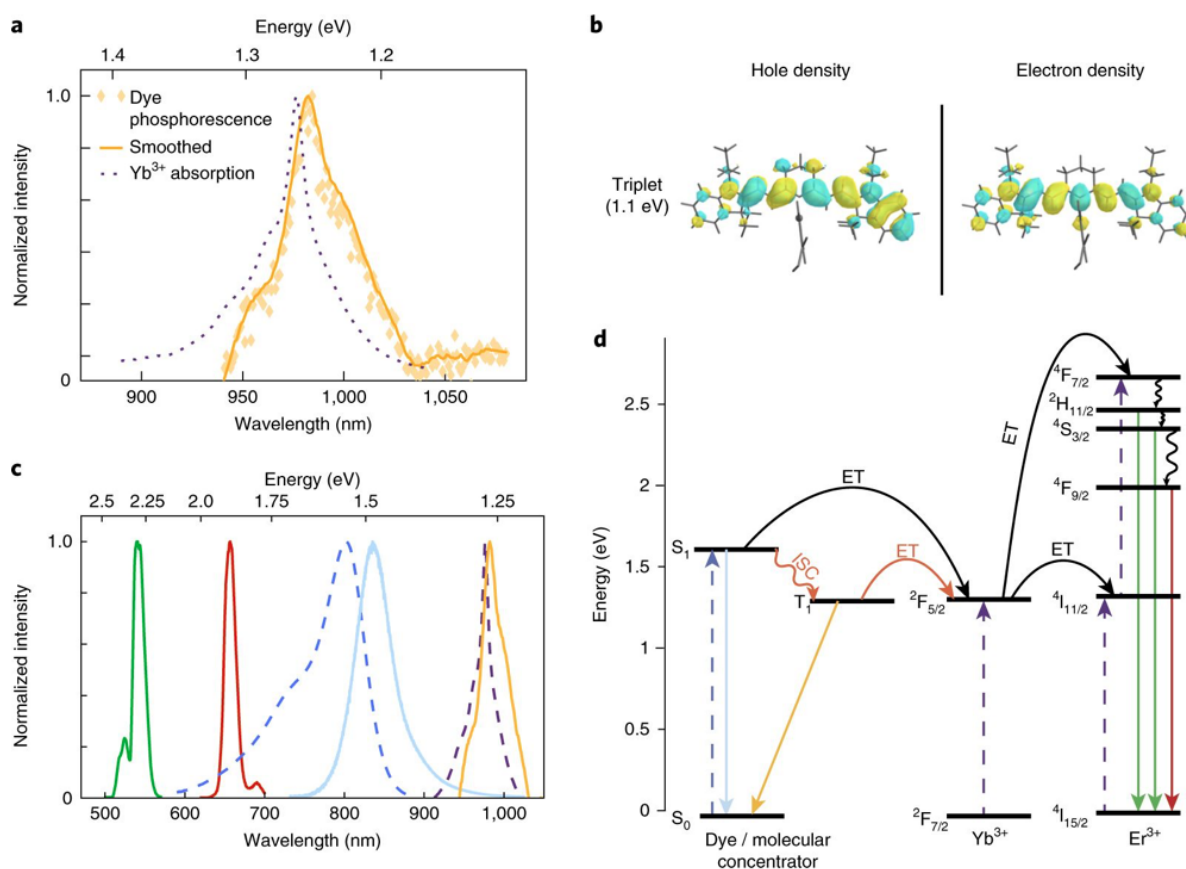 a
Energy (eV)
1.4 1.3 1.2
Normalized intensity
1.0
0
Dye
phosphorescence
Smoothed
Yb³⁺ absorption
900 950 1,000 1,050
Wavelength (nm)
b
Hole density Electron density
Triplet
(1.1 eV)
c
Energy (eV)
2.5 2.25 2.0 1.75 1.5 1.25
Normalized intensity
1.0
0
500 600 700 800 900 1,000
Wavelength (nm)
d
Energy (eV)
2.5
2
1.5
1
0.5
0
S₁
ISC
T₁
ET
ET
S₀
Dye / molecular
concentrator
²F₅/₂
²F₇/₂
Yb³⁺
ET
ET
⁴F₇/₂
²H₁₁/₂
⁴S₃/₂
⁴F₉/₂
⁴I₁₁/₂
⁴I₁₅/₂
Er³⁺